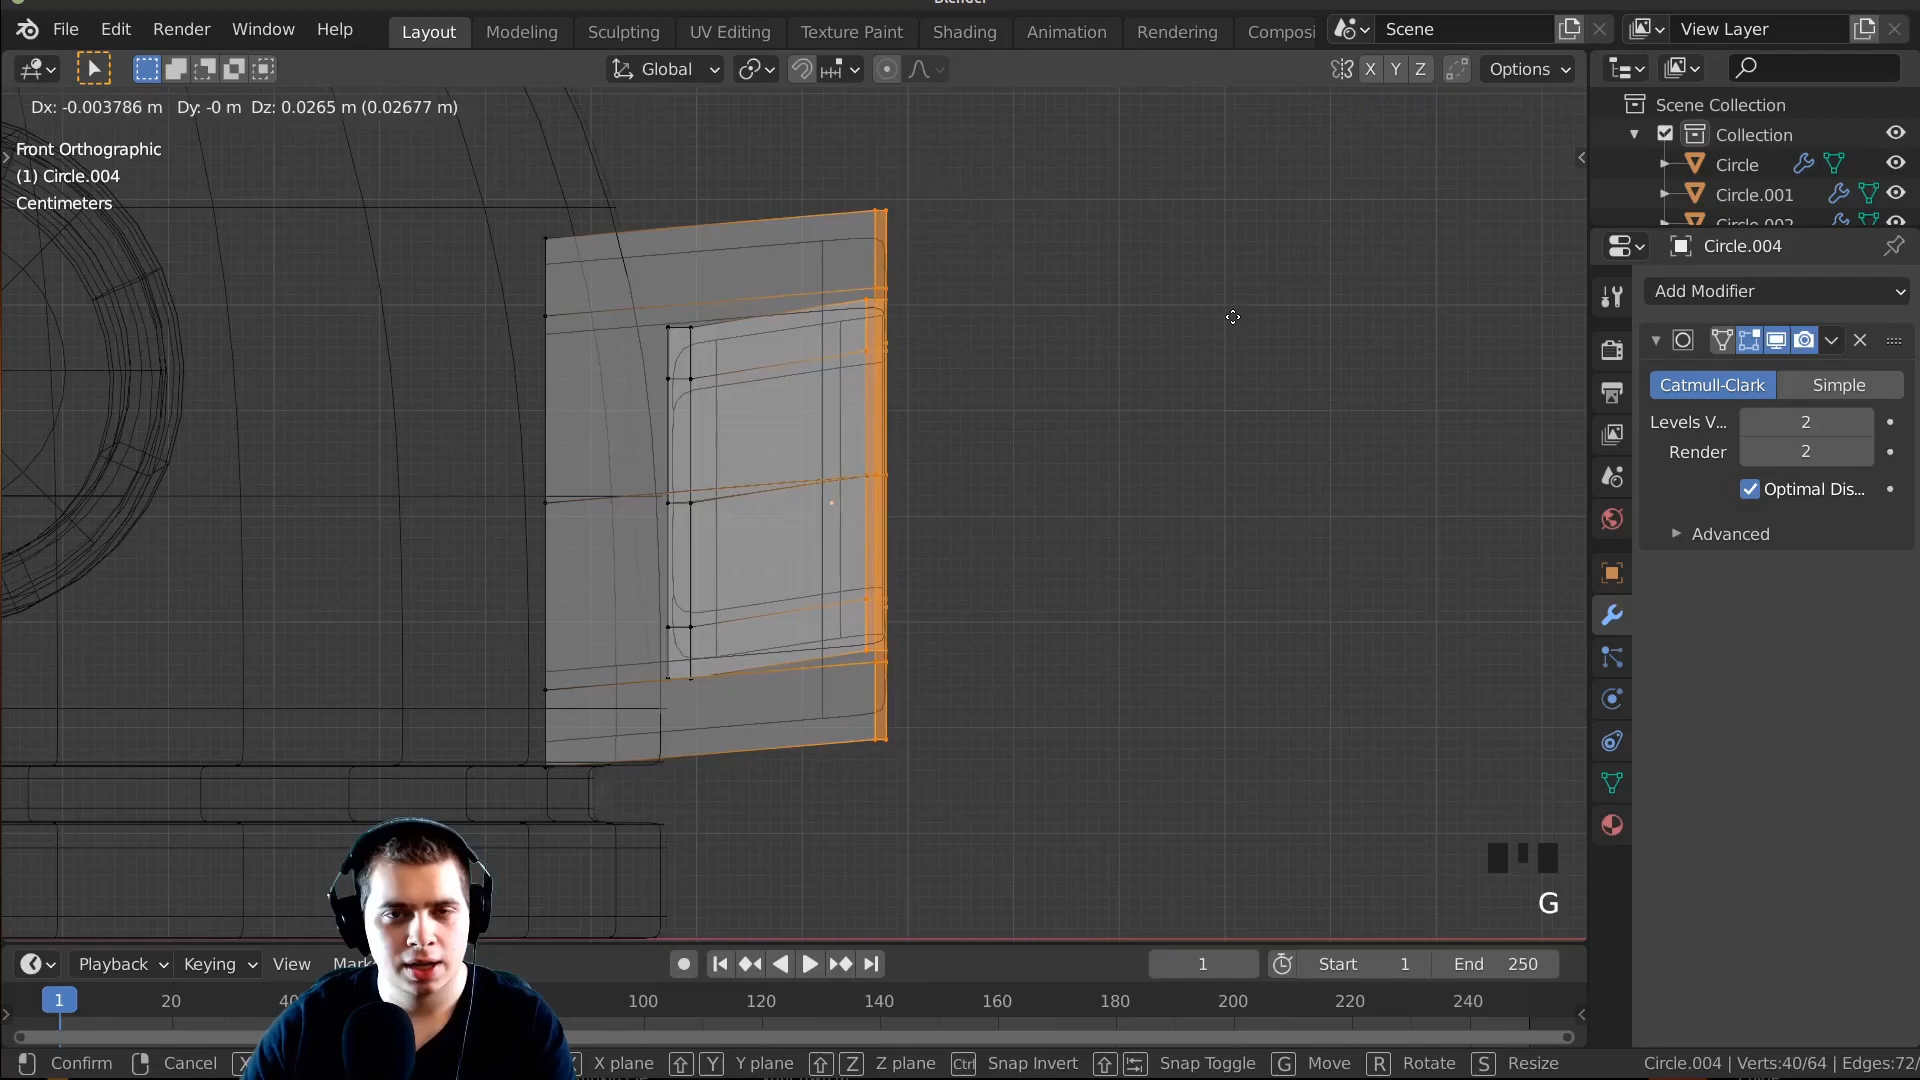 Blender
File Edit Render Window Help Layout Modeling Sculpting UV Editing Texture Paint Shading Animation Rendering Composi Scene View Layer
Global X Y Z Options
Dx: -0.003786 m Dy: -0 m Dz: 0.0265 m (0.02677 m)
Scene Collection
Front Orthographic
Collection
(1) Circle.004
Circle
Centimeters
Circle.001
Circle.002
Circle.004
Add Modifier
Catmull-Clark Simple
Levels V... 2
Render 2
Optimal Dis...
Advanced
G
Playback Keying View Mark 1 Start 1 End 250
1 20 40 100 120 140 160 180 200 220 240
Confirm Cancel X X plane Y Y plane Z Z plane Ctrl Snap Invert Snap Toggle G Move R Rotate S Resize Circle.004 | Verts:40/64 | Edges:72/